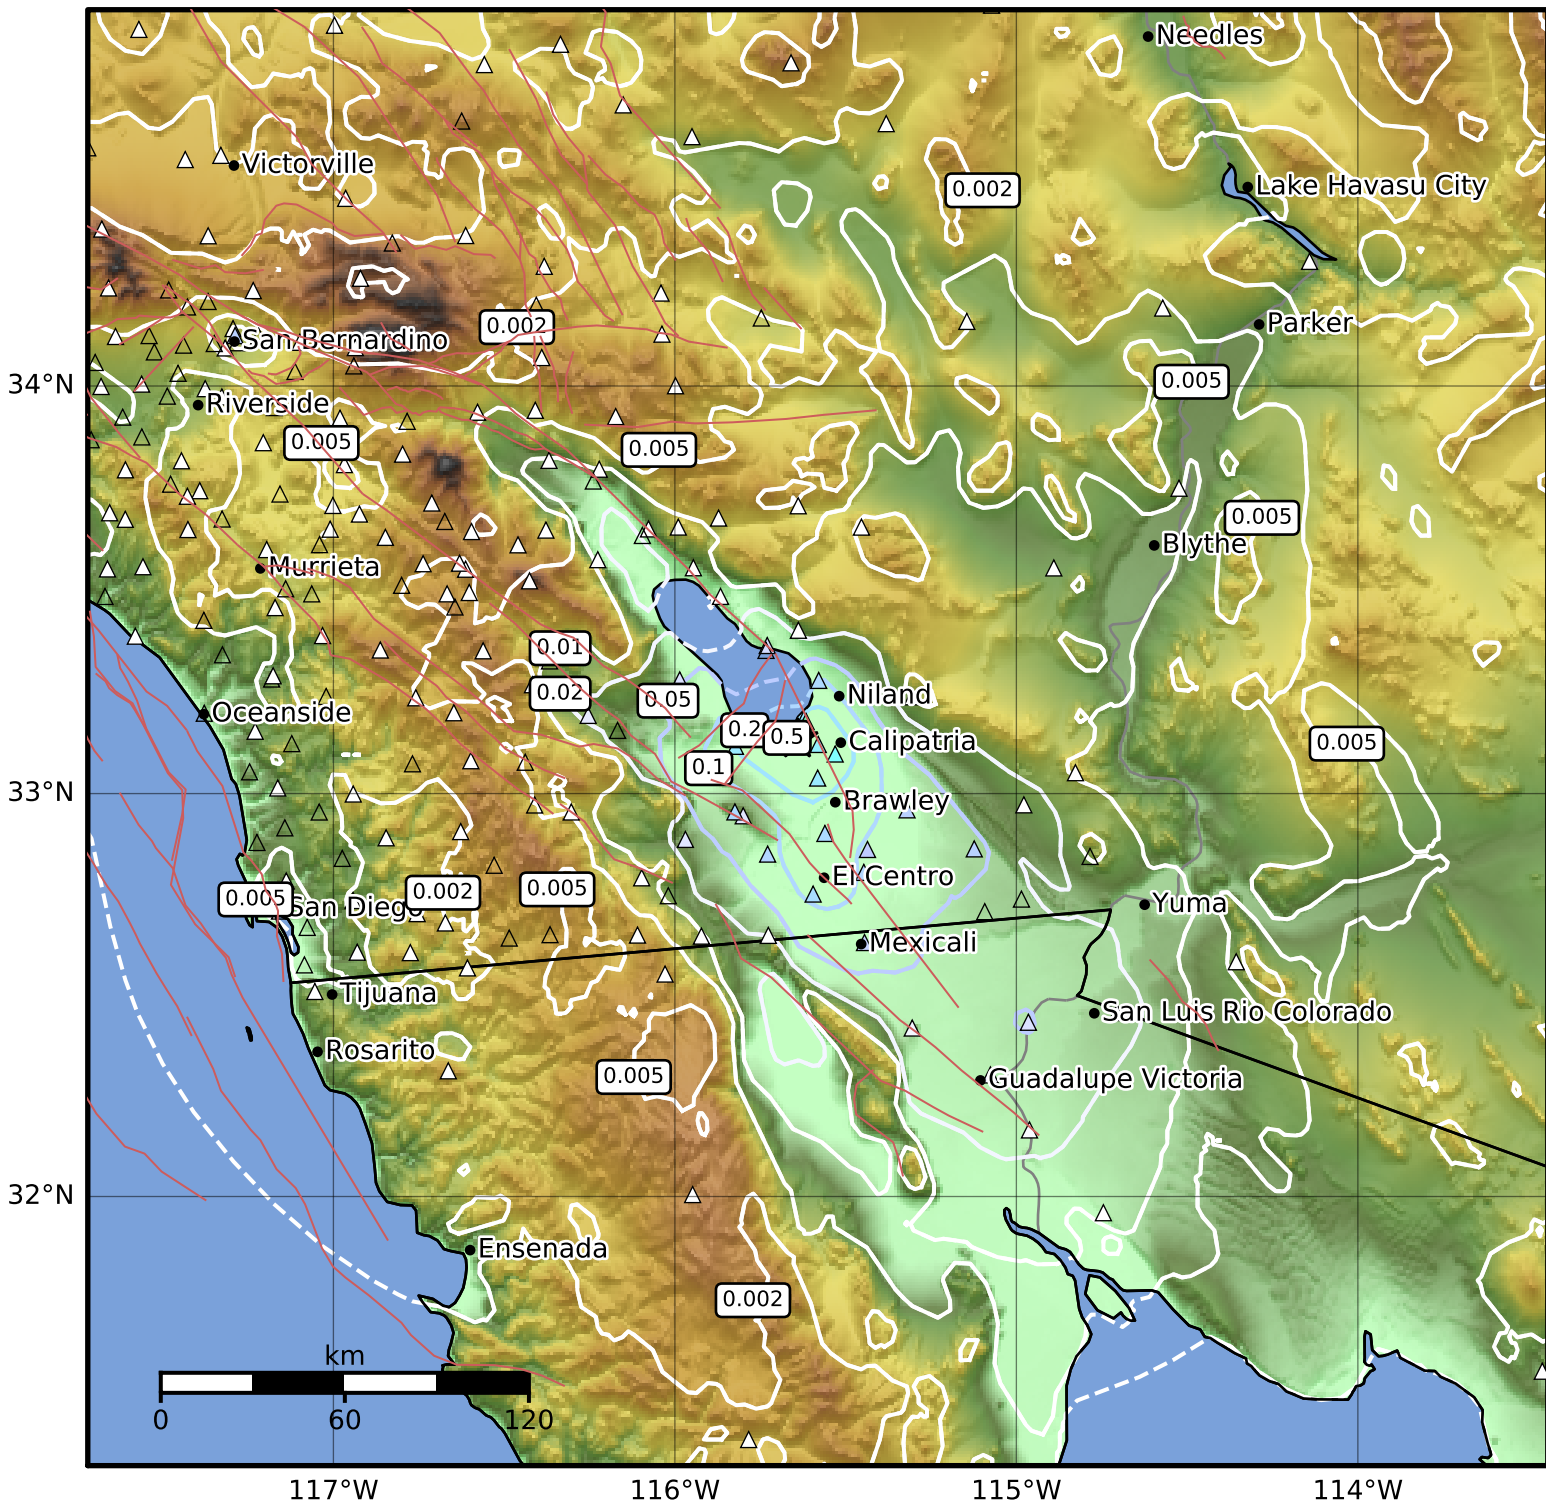 Needles
Victorville
0.002
Lake Havasu City
0.002
San Bernardino
Parker
34°N
0.005
Riverside
0.005
0.005
0.005
Blythe
Murrieta
0.01
0.02
0.05
Niland
Oceanside
0.2
0.5
Calipatria
0.005
0.1
33°N
Brawley
El Centro
0.005
0.002
0.005
San Diego
Yuma
Mexicali
Tijuana
San Luis Rio Colorado
Rosarito
0.005
Guadalupe Victoria
32°N
Ensenada
0.002
km
0
60
120
117°W
116°W
115°W
114°W